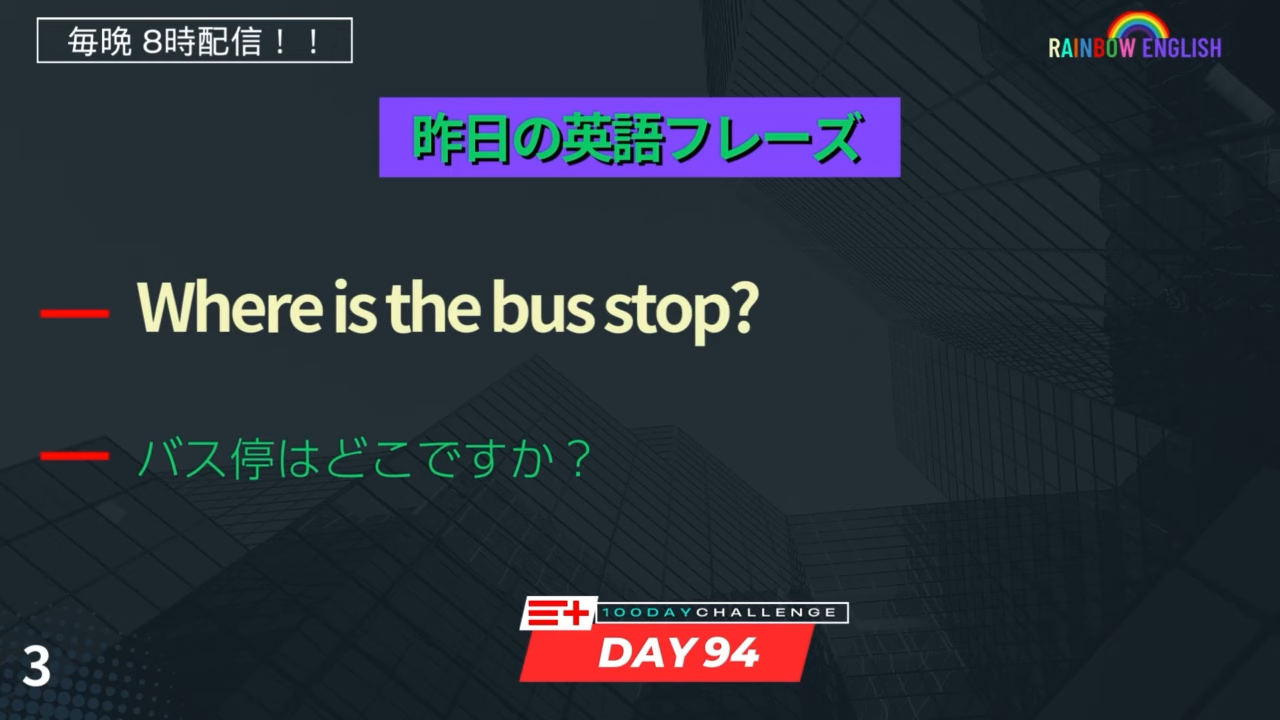 毎晩 8時配信！！
RAINBOW ENGLISH
昨日の英語フレーズ
Where is the bus stop?
バス停はどこですか？
100DAYCHALLENGE
DAY 94
3